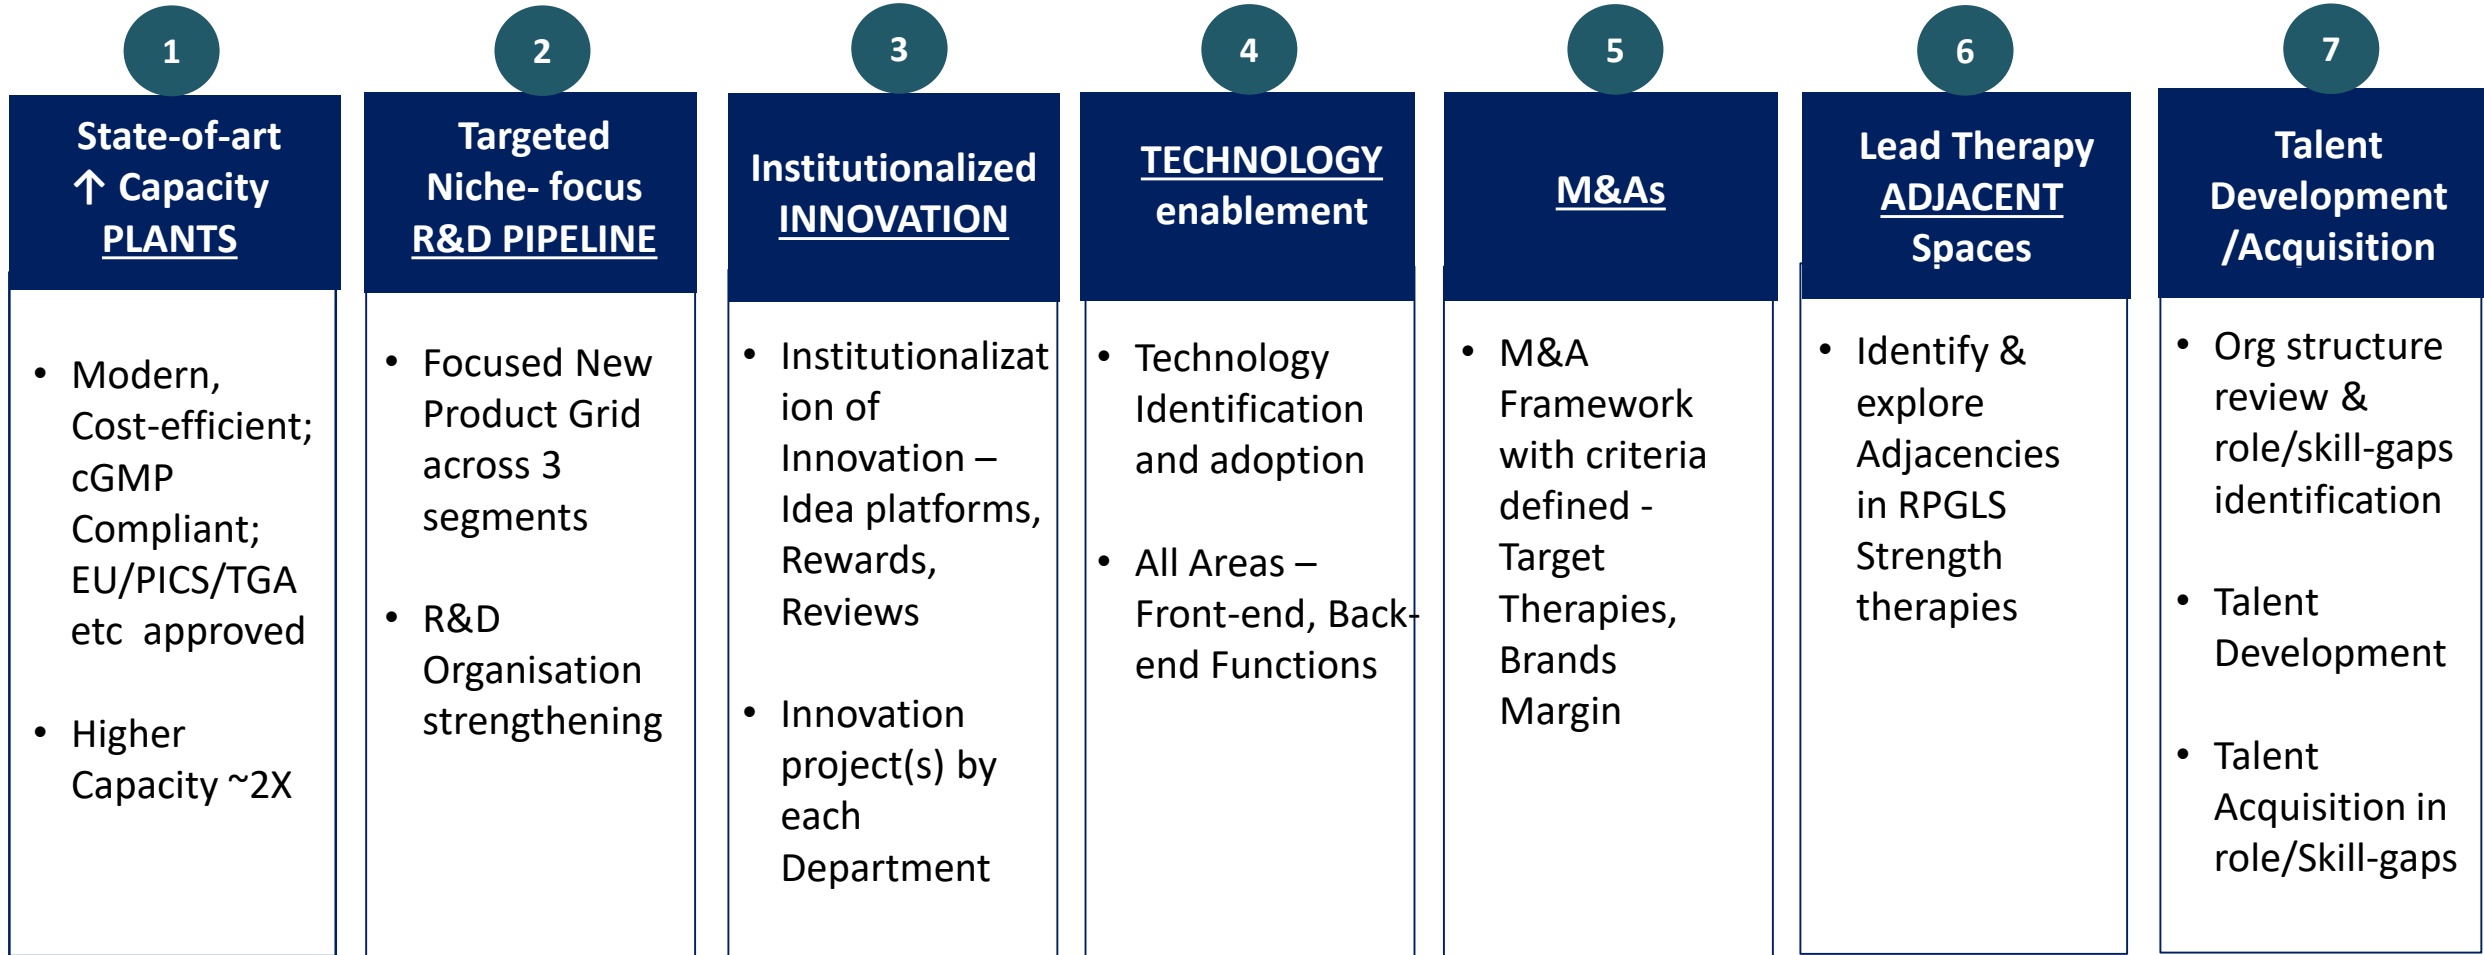 1
State-of-art
↑ Capacity
PLANTS
• Modern,
Cost-efficient;
cGMP
Compliant;
EU/PICS/TGA
etc approved
• Higher
Capacity ~2X
2
Targeted
Niche- focus
R&D PIPELINE
• Focused New
Product Grid
across 3
segments
• R&D
Organisation
strengthening
3
Institutionalized
INNOVATION
• Institutionalizat
ion of
Innovation –
Idea platforms,
Rewards,
Reviews
• Innovation
project(s) by
each
Department
4
TECHNOLOGY
enablement
• Technology
Identification
and adoption
• All Areas –
Front-end, Back-
end Functions
5
M&As
• M&A
Framework
with criteria
defined -
Target
Therapies,
Brands
Margin
6
Lead Therapy
ADJACENT
Spaces
• Identify &
explore
Adjacencies
in RPGLS
Strength
therapies
7
Talent
Development
/Acquisition
• Org structure
review &
role/skill-gaps
identification
• Talent
Development
• Talent
Acquisition in
role/Skill-gaps